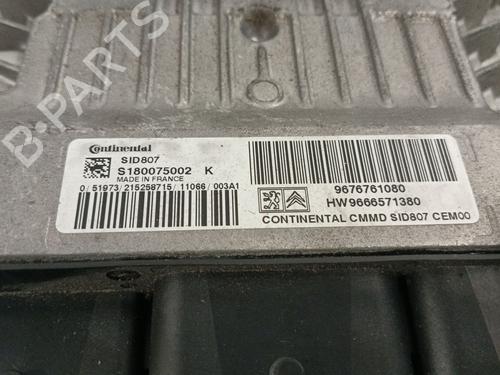 B-PARTS
Continental
SID807
S180075002 K
MADE IN FRANCE
0/51973/215258715/11066/003A1
9676761080
HW9666571380
CONTINENTAL CMMD SID807 CEM00